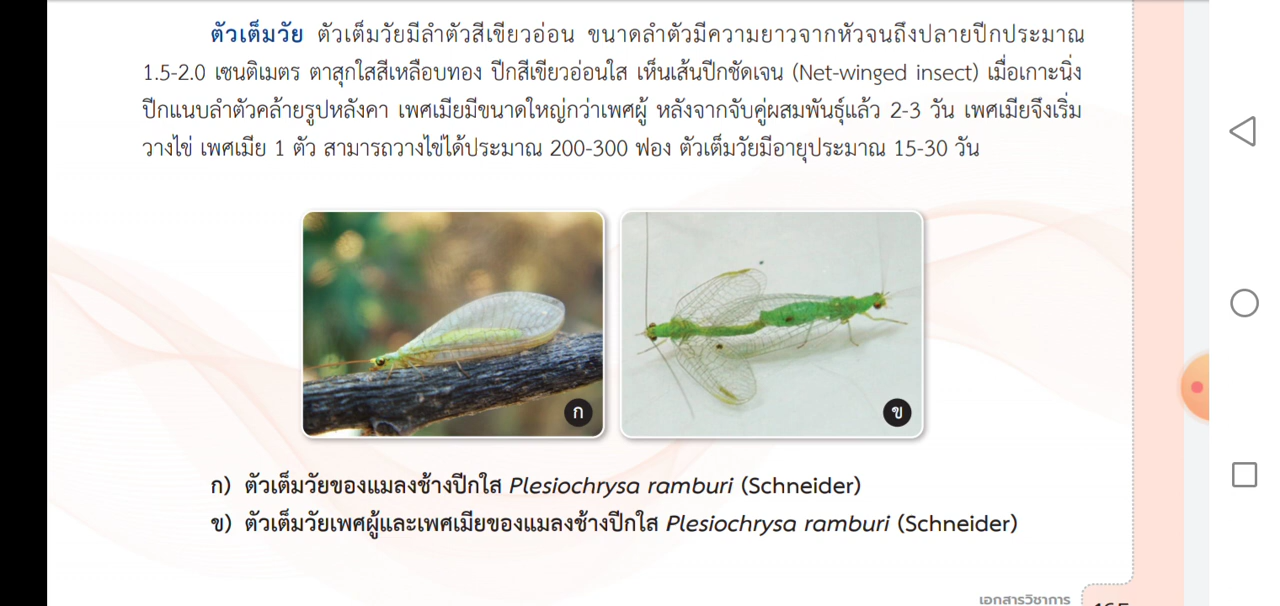 ตัวเต็มวัย ตัวเต็มวัยมีลำตัวสีเขียวอ่อน ขนาดลำตัวมีความยาวจากหัวจนถึงปลายปีกประมาณ
1.5-2.0 เซนติเมตร ตาสุกใสสีเหลือบทอง ปีกสีเขียวอ่อนใส เห็นเส้นปีกชัดเจน (Net-winged insect) เมื่อเกาะนิ่ง
ปีกแนบลำตัวคล้ายรูปหลังคา เพศเมียมีขนาดใหญ่กว่าเพศผู้ หลังจากจับคู่ผสมพันธุ์แล้ว 2-3 วัน เพศเมียจึงเริ่ม
วางไข่ เพศเมีย 1 ตัว สามารถวางไข่ได้ประมาณ 200-300 ฟอง ตัวเต็มวัยมีอายุประมาณ 15-30 วัน
ก
ข
ก) ตัวเต็มวัยของแมลงช้างปีกใส Plesiochrysa ramburi (Schneider)
ข) ตัวเต็มวัยเพศผู้และเพศเมียของแมลงช้างปีกใส Plesiochrysa ramburi (Schneider)
เอกสารวิชาการ